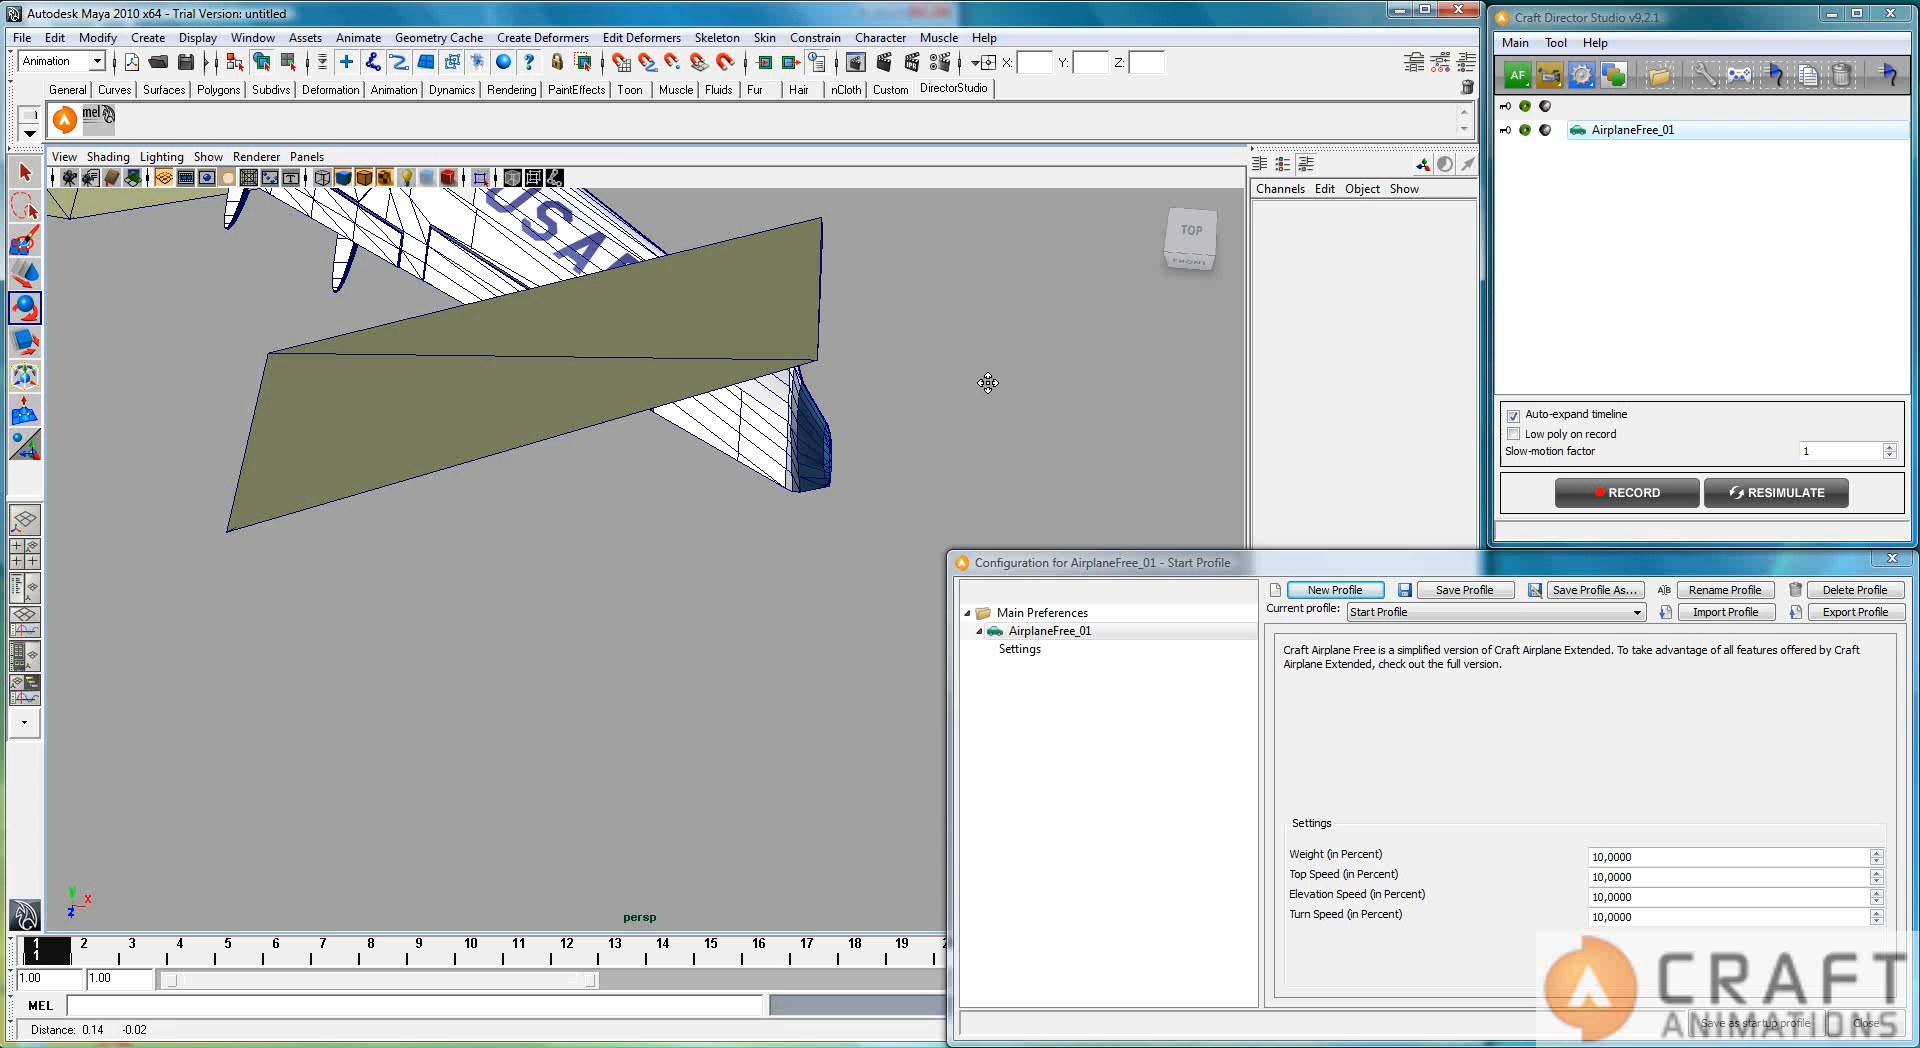 Autodesk Maya 2010 x64 - Trial Version: untitled
File Edit Modify Create Display Window Assets Animate Geometry Cache Create Deformers Edit Deformers Skeleton Skin Constrain Character Muscle Help
Animation X: Y: Z:
General Curves Surfaces Polygons Subdivs Deformation Animation Dynamics Rendering PaintEffects Toon Muscle Fluids Fur Hair nCloth Custom DirectorStudio
mel
View Shading Lighting Show Renderer Panels
Channels Edit Object Show
USA
TOP
FRONT
y x z
persp
1 2 3 4 5 6 7 8 9 10 11 12 13 14 15 16 17 18 19
1
1.00 1.00
MEL
Distance: 0.14 -0.02
Craft Director Studio v9.2.1
Main Tool Help
AF
AirplaneFree_01
Auto-expand timeline
Low poly on record
Slow-motion factor 1
RECORD RESIMULATE
Configuration for AirplaneFree_01 - Start Profile
New Profile Save Profile Save Profile As... Rename Profile Delete Profile
Current profile: Start Profile Import Profile Export Profile
Main Preferences
AirplaneFree_01
Settings
Craft Airplane Free is a simplified version of Craft Airplane Extended. To take advantage of all features offered by Craft
Airplane Extended, check out the full version.
Settings
Weight (in Percent) 10,0000
Top Speed (in Percent) 10,0000
Elevation Speed (in Percent) 10,0000
Turn Speed (in Percent) 10,0000
Save as startup profile Close
CRAFT
ANIMATIONS